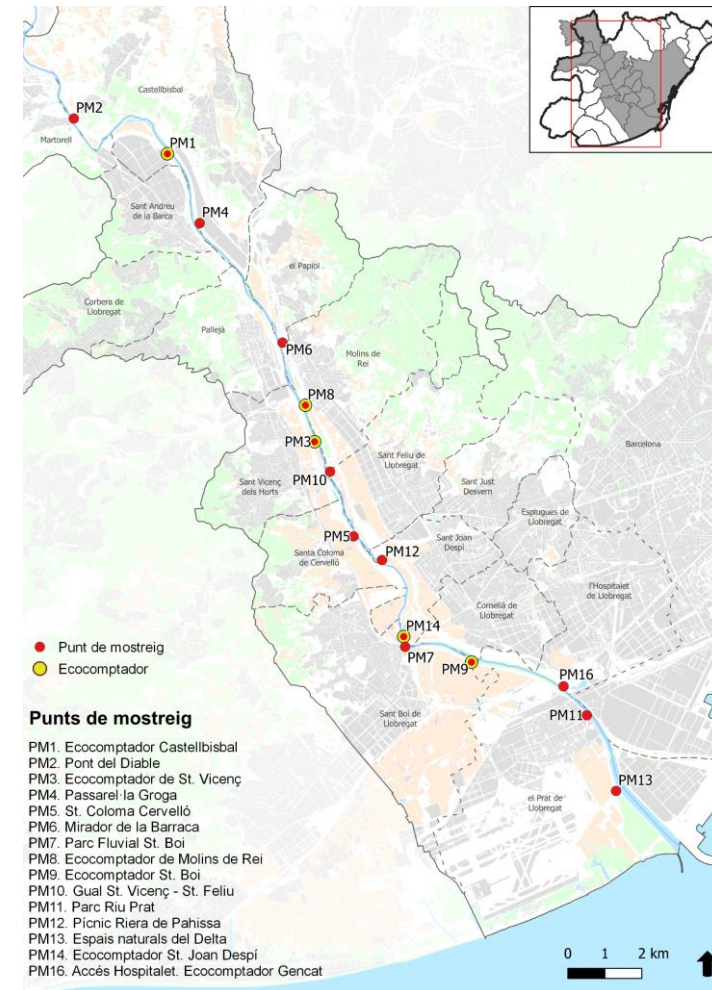 PM2
Castellbisbal
Martorell
PM1
Sant Andreu
de la Barca
PM4
el Papiol
Corbera de
Llobregat
Pallejà
PM6
Molins de
Rei
PM8
Barcelona
PM3
Sant Feliu de
Llobregat
PM10
Sant Vicenç
dels Horts
Sant Just
Desvern
Esplugues de
Llobregat
PM5
Sant Joan
Despí
Santa Coloma
de Cervelló
PM12
l'Hospitalet
de Llobregat
Cornellà de
Llobregat
PM14
PM7
PM9
PM16
Sant Boi de
Llobregat
PM11
PM13
el Prat de
Llobregat
Punt de mostreig
Ecocomptador
Punts de mostreig
PM1. Ecocomptador Castellbisbal
PM2. Pont del Diable
PM3. Ecocomptador de St. Vicenç
PM4. Passarel·la Groga
PM5. St. Coloma Cervelló
PM6. Mirador de la Barraca
PM7. Parc Fluvial St. Boi
PM8. Ecocomptador de Molins de Rei
PM9. Ecocomptador St. Boi
PM10. Gual St. Vicenç - St. Feliu
PM11. Parc Riu Prat
PM12. Pícnic Riera de Pahissa
PM13. Espais naturals del Delta
PM14. Ecocomptador St. Joan Despí
PM16. Accés Hospitalet. Ecocomptador Gencat
0 1 2 km